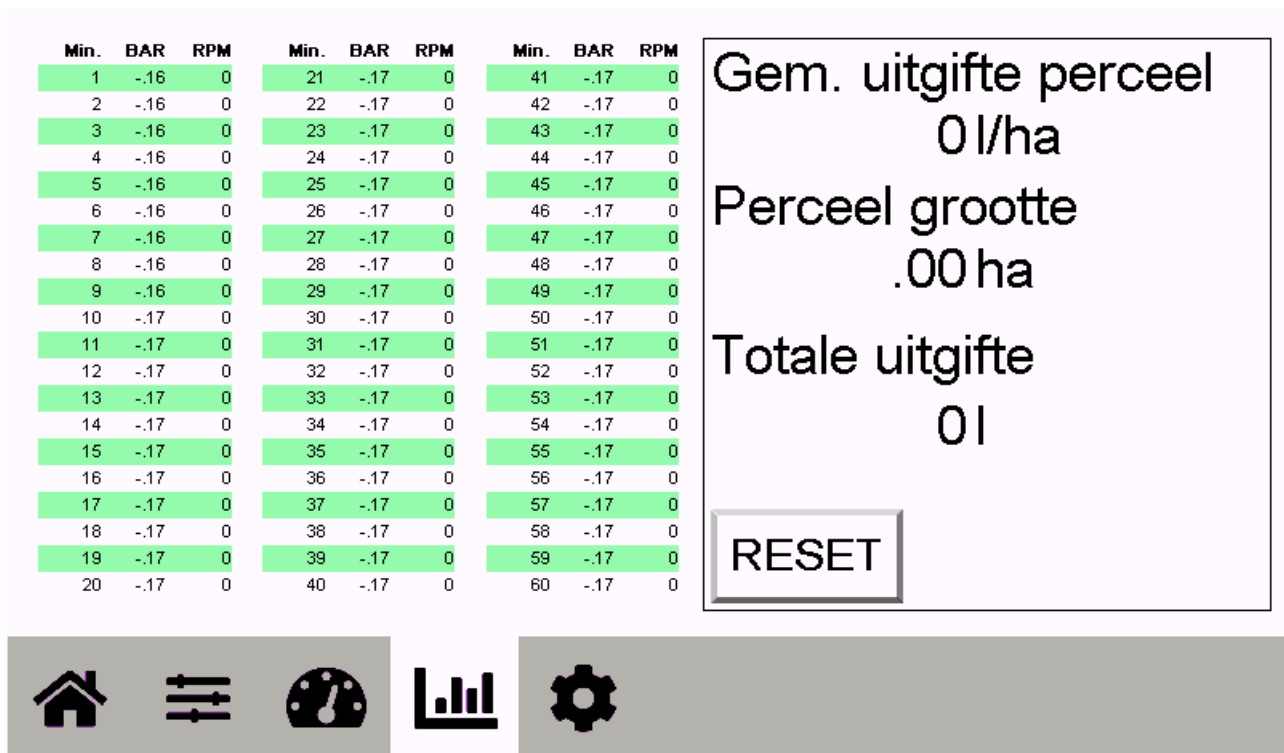 Min. BAR RPM Min. BAR RPM Min. BAR RPM
1 -.16 0 21 -.17 0 41 -.17 0
2 -.16 0 22 -.17 0 42 -.17 0
3 -.16 0 23 -.17 0 43 -.17 0
4 -.16 0 24 -.17 0 44 -.17 0
5 -.16 0 25 -.17 0 45 -.17 0
6 -.16 0 26 -.17 0 46 -.17 0
7 -.16 0 27 -.17 0 47 -.17 0
8 -.16 0 28 -.17 0 48 -.17 0
9 -.16 0 29 -.17 0 49 -.17 0
10 -.17 0 30 -.17 0 50 -.17 0
11 -.17 0 31 -.17 0 51 -.17 0
12 -.17 0 32 -.17 0 52 -.17 0
13 -.17 0 33 -.17 0 53 -.17 0
14 -.17 0 34 -.17 0 54 -.17 0
15 -.17 0 35 -.17 0 55 -.17 0
16 -.17 0 36 -.17 0 56 -.17 0
17 -.17 0 37 -.17 0 57 -.17 0
18 -.17 0 38 -.17 0 58 -.17 0
19 -.17 0 39 -.17 0 59 -.17 0
20 -.17 0 40 -.17 0 60 -.17 0
Gem. uitgifte perceel
0 l/ha
Perceel grootte
.00 ha
Totale uitgifte
0 l
RESET